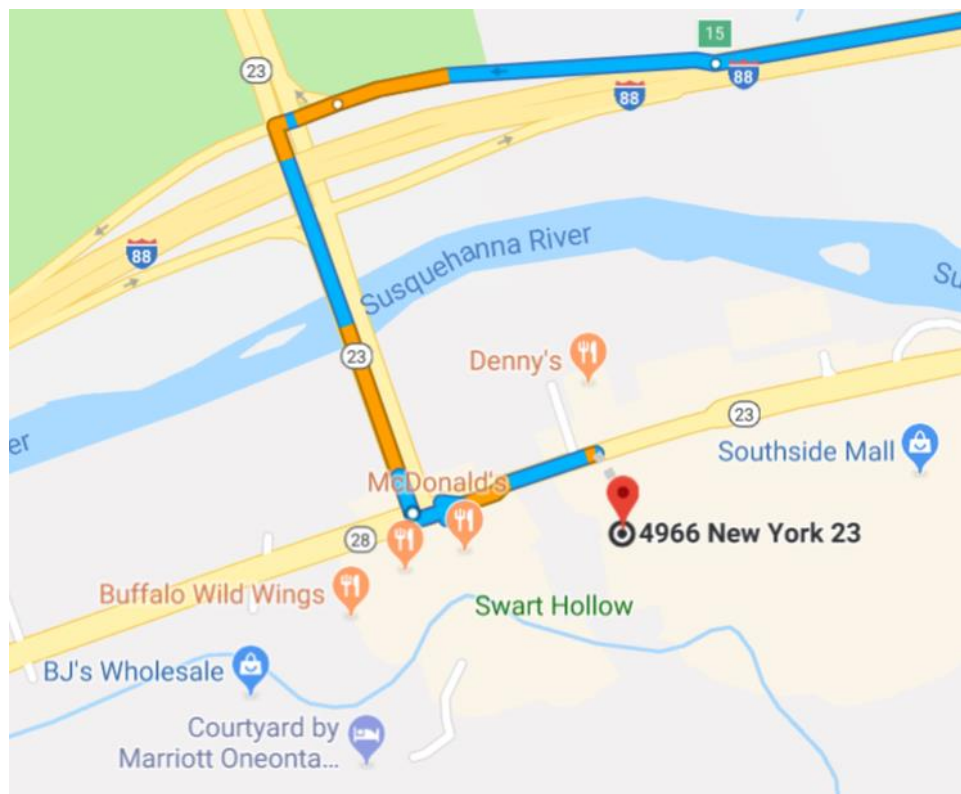 15
23
88
88
88
Susquehanna River
Su
Denny's
23
23
Southside Mall
er
McDonald's
4966 New York 23
28
Buffalo Wild Wings
Swart Hollow
BJ's Wholesale
Courtyard by
Marriott Oneonta...